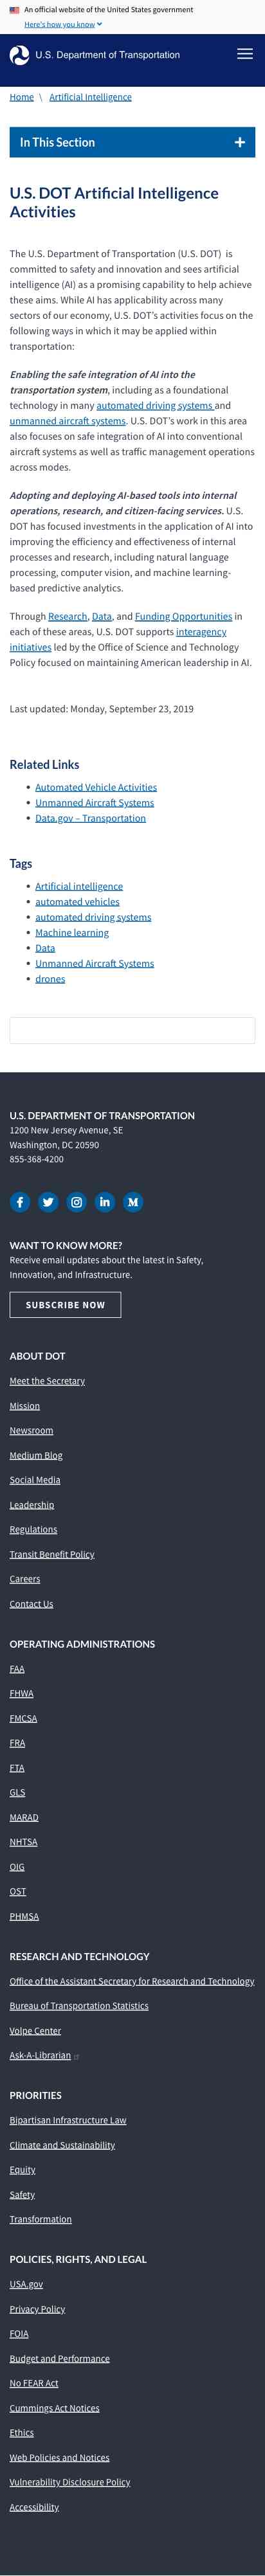 An official website of the United States government
Here's how you know
U.S. Department of Transportation
Home \ Artificial Intelligence
In This Section
U.S. DOT Artificial Intelligence
Activities
The U.S. Department of Transportation (U.S. DOT)  is
committed to safety and innovation and sees artificial
intelligence (AI) as a promising capability to help achieve
these aims. While AI has applicability across many
sectors of our economy, U.S. DOT’s activities focus on the
following ways in which it may be applied within
transportation:
Enabling the safe integration of AI into the
transportation system, including as a foundational
technology in many automated driving systems and
unmanned aircraft systems. U.S. DOT’s work in this area
also focuses on safe integration of AI into conventional
aircraft systems as well as traffic management operations
across modes.
Adopting and deploying AI-based tools into internal
operations, research, and citizen-facing services. U.S.
DOT has focused investments in the application of AI into
improving efficiency and effectiveness of internal
processes and research, including natural language
processing, computer vision, and machine learning-
based predictive analytics.
Through Research, Data, and Funding Opportunities in
each of these areas, U.S. DOT supports interagency
initiatives led by the Office of Science and Technology
Policy focused on maintaining American leadership in AI.
Last updated: Monday, September 23, 2019
Related Links
• Automated Vehicle Activities
• Unmanned Aircraft Systems
• Data.gov – Transportation
Tags
• Artificial intelligence
• automated vehicles
• automated driving systems
• Machine learning
• Data
• Unmanned Aircraft Systems
• drones
U.S. DEPARTMENT OF TRANSPORTATION
1200 New Jersey Avenue, SE
Washington, DC 20590
855-368-4200
WANT TO KNOW MORE?
Receive email updates about the latest in Safety,
Innovation, and Infrastructure.
SUBSCRIBE NOW
ABOUT DOT
Meet the Secretary
Mission
Newsroom
Medium Blog
Social Media
Leadership
Regulations
Transit Benefit Policy
Careers
Contact Us
OPERATING ADMINISTRATIONS
FAA
FHWA
FMCSA
FRA
FTA
GLS
MARAD
NHTSA
OIG
OST
PHMSA
RESEARCH AND TECHNOLOGY
Office of the Assistant Secretary for Research and Technology
Bureau of Transportation Statistics
Volpe Center
Ask-A-Librarian
PRIORITIES
Bipartisan Infrastructure Law
Climate and Sustainability
Equity
Safety
Transformation
POLICIES, RIGHTS, AND LEGAL
USA.gov
Privacy Policy
FOIA
Budget and Performance
No FEAR Act
Cummings Act Notices
Ethics
Web Policies and Notices
Vulnerability Disclosure Policy
Accessibility